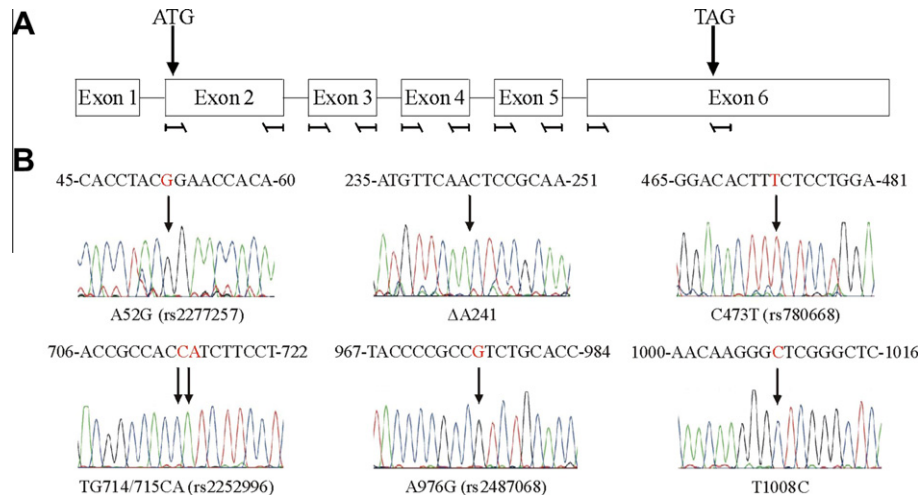 A
ATG TAG
Exon 1 Exon 2 Exon 3 Exon 4 Exon 5 Exon 6
B
45-CACCTACGGAACCACA-60 235-ATGTTCAACTCCGCAA-251 465-GGACACTTTCTCCTGGA-481
A52G (rs2277257) ΔA241 C473T (rs780668)
706-ACCGCCACCATCTTCCT-722 967-TACCCCGCCGTCTGCACC-984 1000-AACAAGGGCTCGGGCTC-1016
TG714/715CA (rs2252996) A976G (rs2487068) T1008C